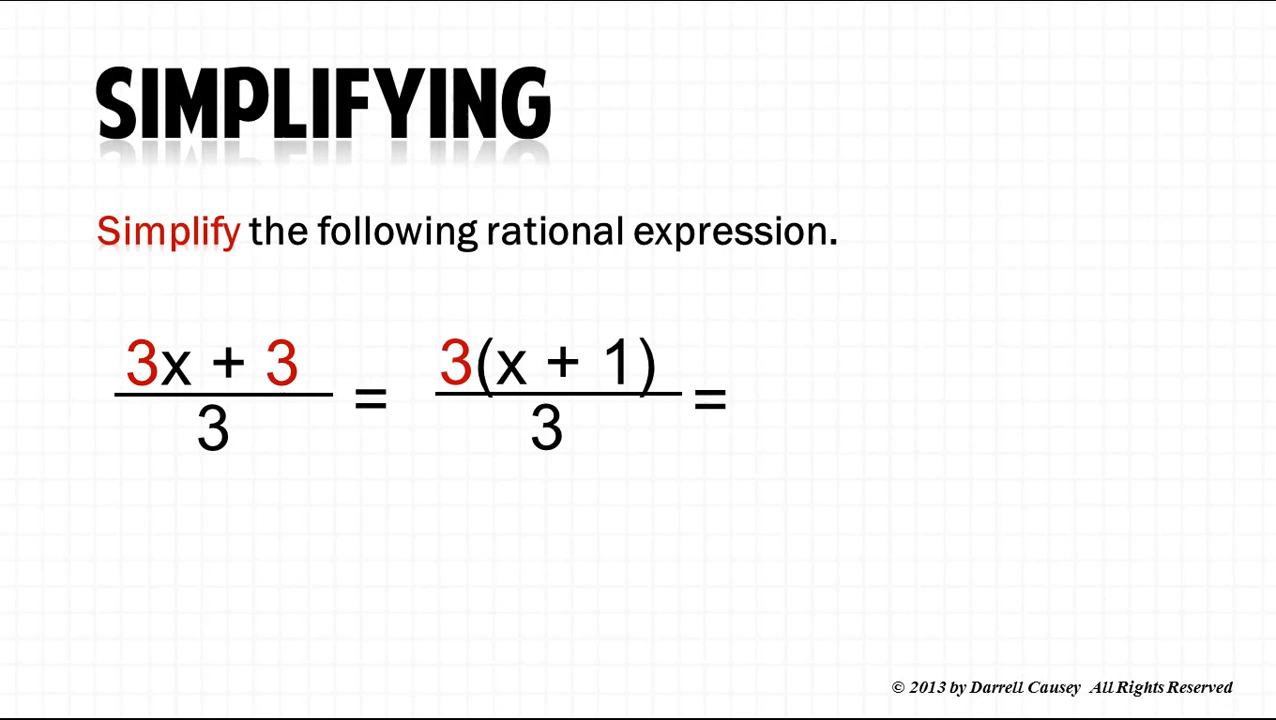 SIMPLIFYING
Simplify the following rational expression.
3x + 3 = 3(x + 1) =
3 3
© 2013 by Darrell Causey All Rights Reserved